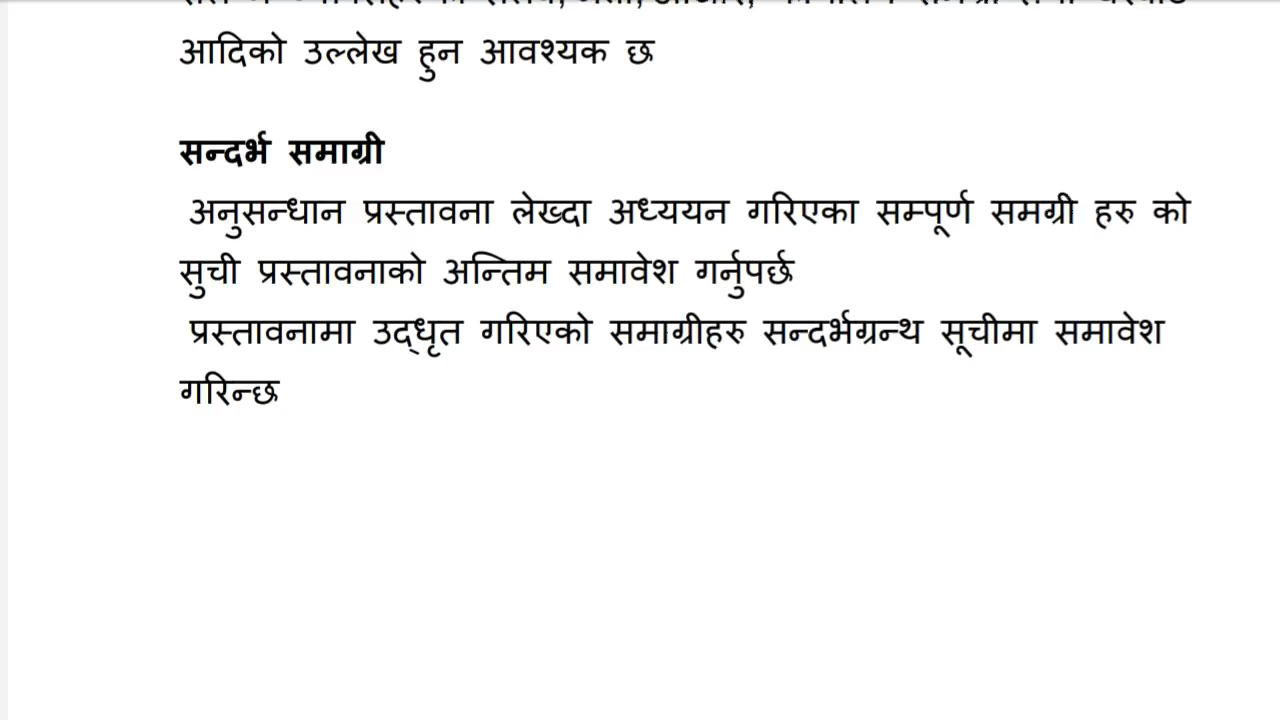 आदिको उल्लेख हुन आवश्यक छ
सन्दर्भ समाग्री
अनुसन्धान प्रस्तावना लेख्दा अध्ययन गरिएका सम्पूर्ण समग्री हरु को
सुची प्रस्तावनाको अन्तिम समावेश गर्नुपर्छ
प्रस्तावनामा उद्धृत गरिएको समाग्रीहरु सन्दर्भग्रन्थ सूचीमा समावेश
गरिन्छ